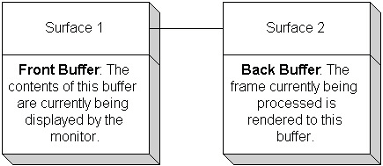 Surface 1
Front Buffer: The
contents of this buffer
are currently being
displayed by the
monitor.
Surface 2
Back Buffer: The
frame currently being
processed is
rendered to this
buffer.